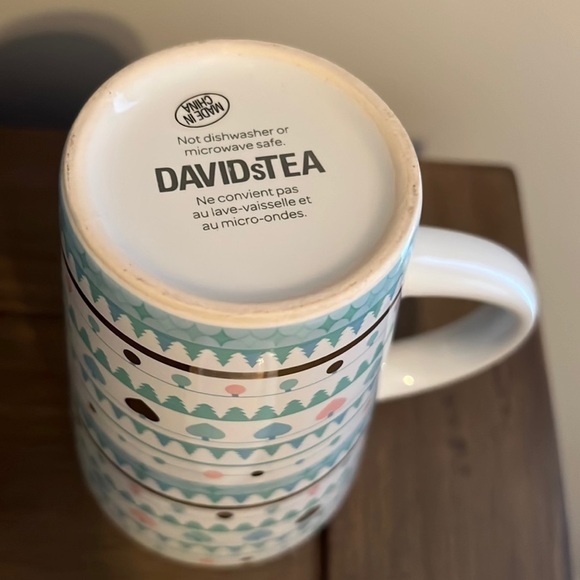 MADE IN
CHINA
Not dishwasher or
microwave safe.
DAVIDsTEA
Ne convient pas
au lave-vaisselle et
au micro-ondes.